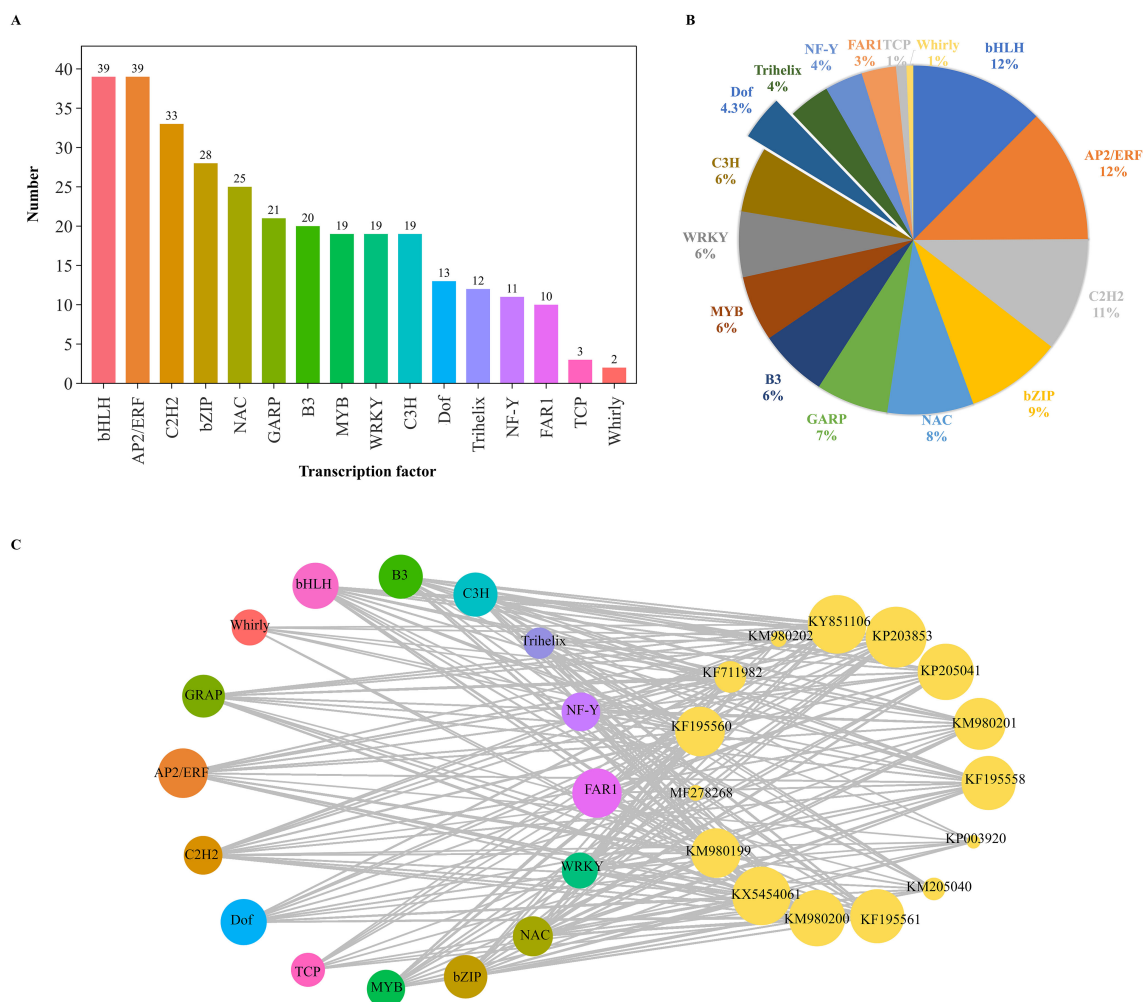 A
40
35
30
25
20
15
10
5
0
Number
39
39
33
28
25
21
20
19
19
19
13
12
11
10
3
2
bHLH
AP2/ERF
C2H2
bZIP
NAC
GARP
B3
MYB
WRKY
C3H
Dof
Trihelix
NF-Y
FAR1
TCP
Whirly
Transcription factor
B
bHLH
12%
AP2/ERF
12%
C2H2
11%
bZIP
9%
NAC
8%
GARP
7%
B3
6%
MYB
6%
WRKY
6%
C3H
6%
Dof
4.3%
Trihelix
4%
NF-Y
4%
FAR1
3%
TCP
1%
Whirly
1%
C
bHLH
B3
C3H
Whirly
Trihelix
GRAP
NF-Y
AP2/ERF
FAR1
C2H2
WRKY
Dof
NAC
TCP
MYB
bZIP
KM980202
KY851106
KP203853
KF711982
KP205041
KF195560
KM980201
MF278268
KF195558
KM980199
KP003920
KX5454061
KM205040
KM980200
KF195561